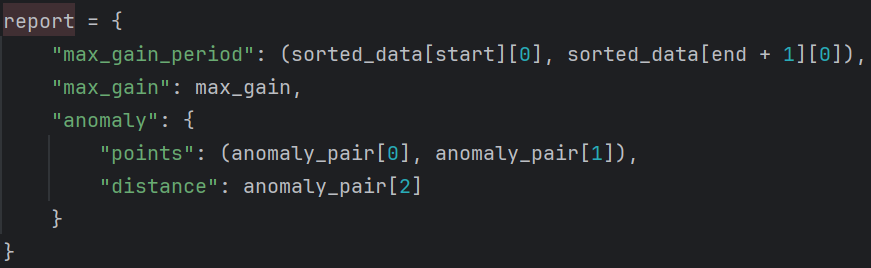 report = {
    "max_gain_period": (sorted_data[start][0], sorted_data[end + 1][0]),
    "max_gain": max_gain,
    "anomaly": {
        "points": (anomaly_pair[0], anomaly_pair[1]),
        "distance": anomaly_pair[2]
    }
}